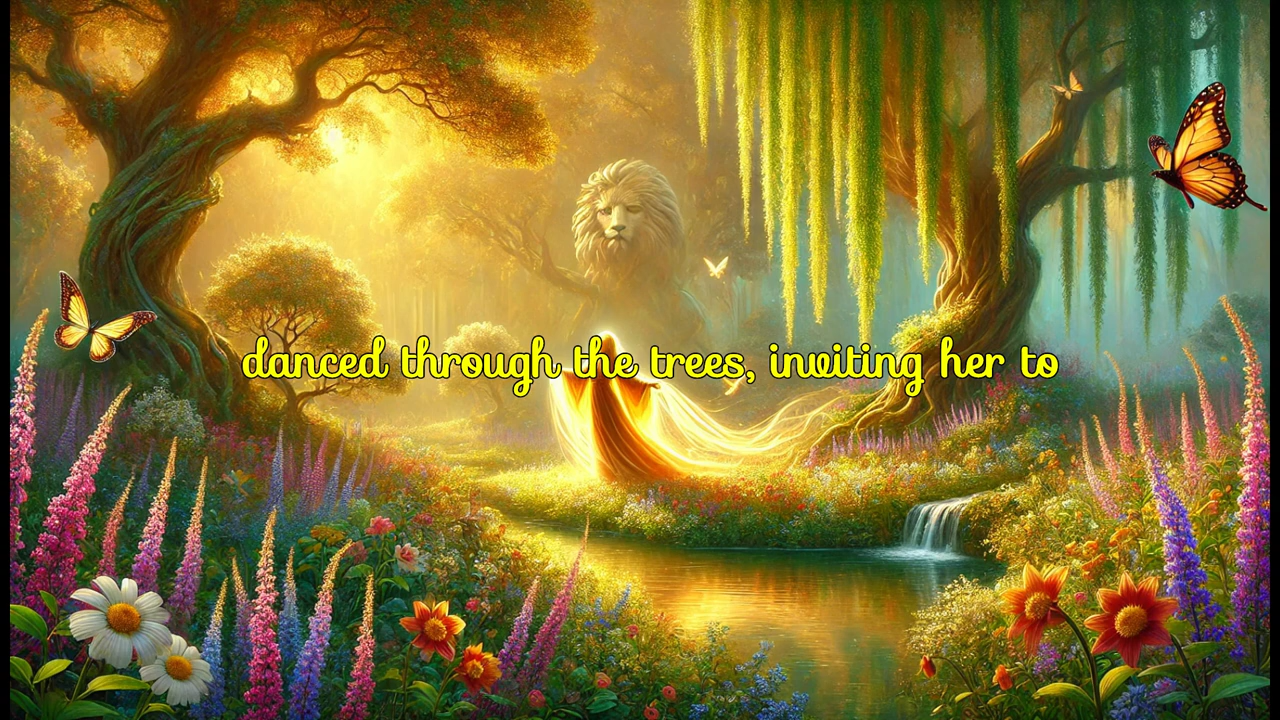 danced through the trees, inviting her to